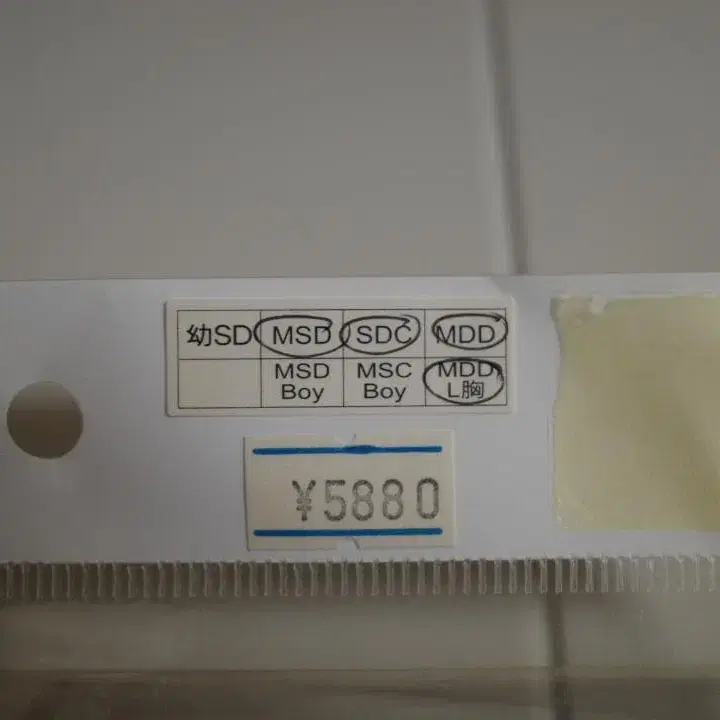 幼SD MSD SDC MDD
MSD Boy MSC Boy MDD L胸
¥5880